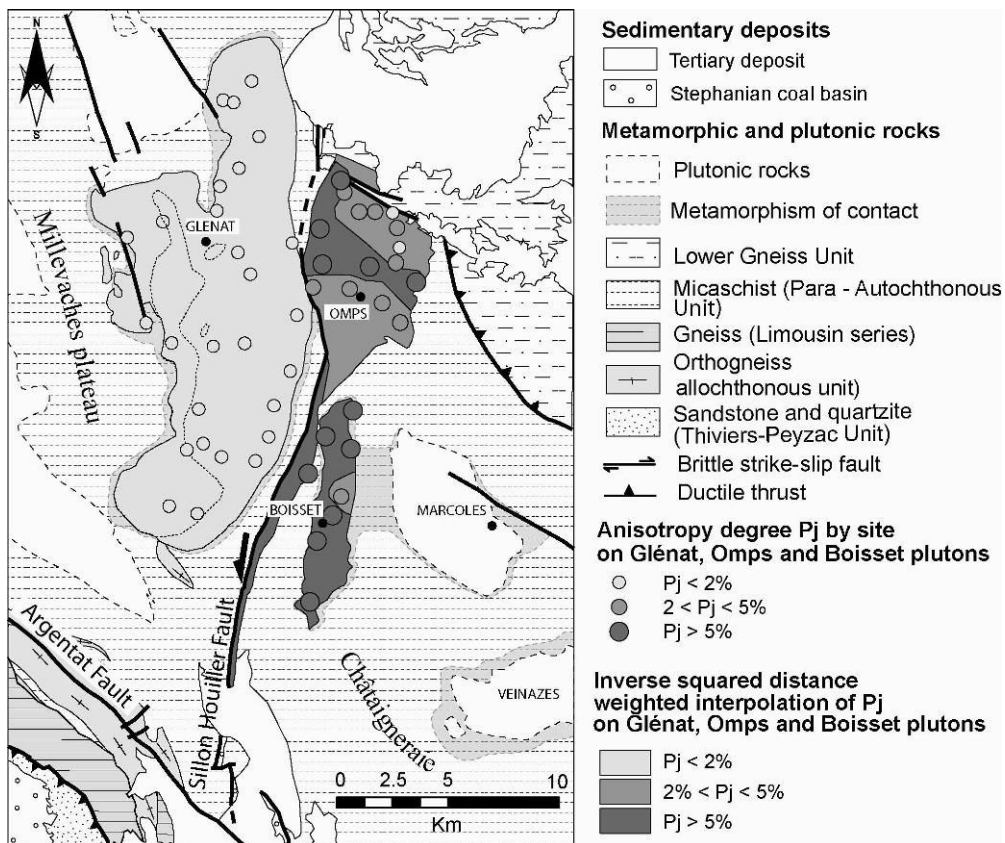 N
S
GLENAT
OMPS
BOISSET
MARCOLES
VEINAZES
Millevaches plateau
Argentat Fault
Sillon Houiller Fault
Châtaigneraie
0 2.5 5 10
Km
Sedimentary deposits
Tertiary deposit
Stephanian coal basin
Metamorphic and plutonic rocks
Plutonic rocks
Metamorphism of contact
Lower Gneiss Unit
Micaschist (Para - Autochthonous
Unit)
Gneiss (Limousin series)
Orthogneiss
allochthonous unit)
Sandstone and quartzite
(Thiviers-Peyzac Unit)
Brittle strike-slip fault
Ductile thrust
Anisotropy degree Pj by site
on Glénat, Omps and Boisset plutons
Pj < 2%
2 < Pj < 5%
Pj > 5%
Inverse squared distance
weighted interpolation of Pj
on Glénat, Omps and Boisset plutons
Pj < 2%
2% < Pj < 5%
Pj > 5%